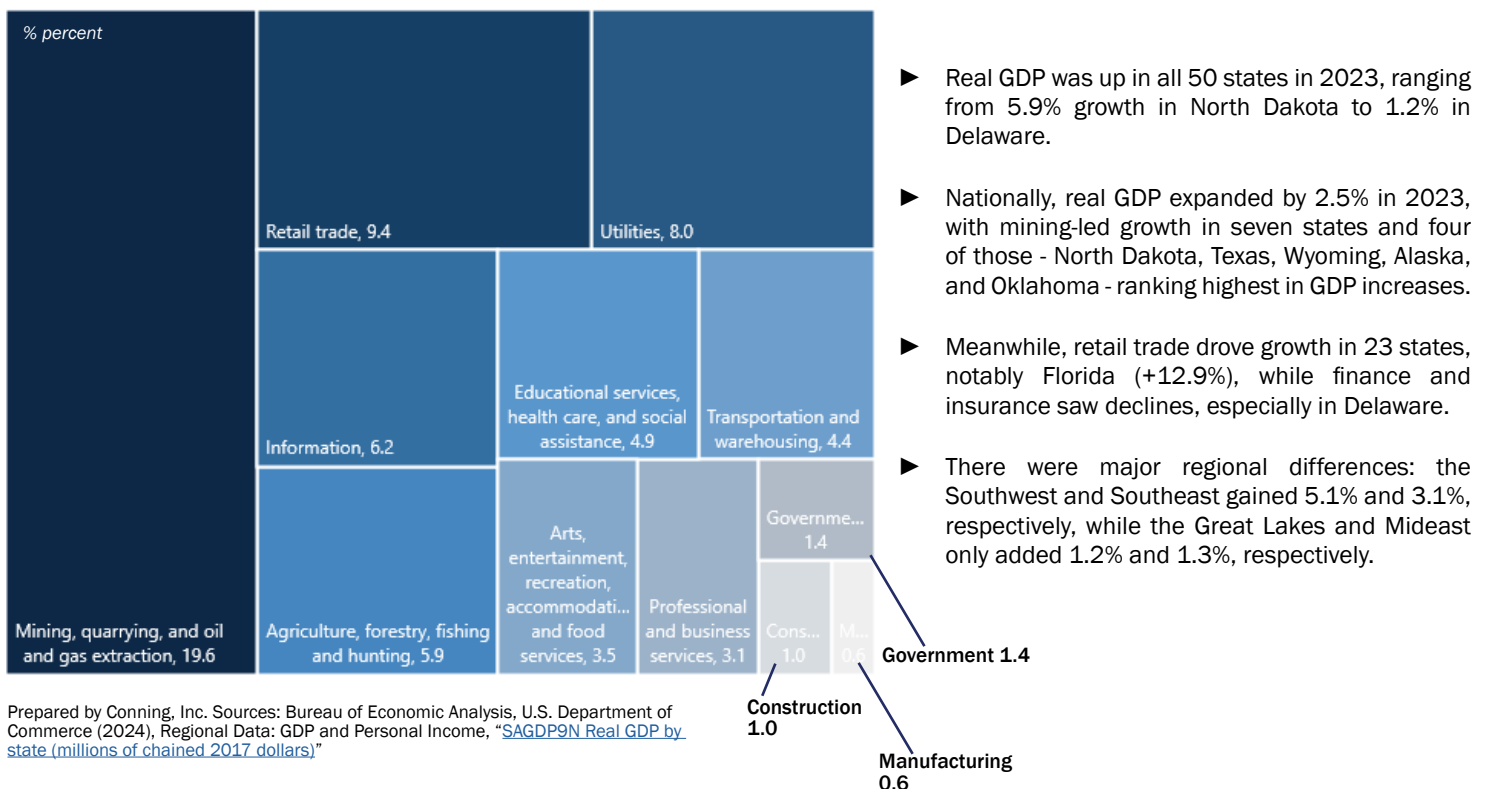 % percent
Mining, quarrying, and oil
and gas extraction, 19.6
Retail trade, 9.4
Utilities, 8.0
Information, 6.2
Educational services,
health care, and social
assistance, 4.9
Transportation and
warehousing, 4.4
Agriculture, forestry, fishing
and hunting, 5.9
Arts,
entertainment,
recreation,
accommodati...
and food
services, 3.5
Professional
and business
services, 3.1
Governme...
1.4
Cons...
1.0
M...
0.6
Government 1.4
Construction
1.0
Manufacturing
0.6
► Real GDP was up in all 50 states in 2023, ranging
from 5.9% growth in North Dakota to 1.2% in
Delaware.
► Nationally, real GDP expanded by 2.5% in 2023,
with mining-led growth in seven states and four
of those - North Dakota, Texas, Wyoming, Alaska,
and Oklahoma - ranking highest in GDP increases.
► Meanwhile, retail trade drove growth in 23 states,
notably Florida (+12.9%), while finance and
insurance saw declines, especially in Delaware.
► There were major regional differences: the
Southwest and Southeast gained 5.1% and 3.1%,
respectively, while the Great Lakes and Mideast
only added 1.2% and 1.3%, respectively.
Prepared by Conning, Inc. Sources: Bureau of Economic Analysis, U.S. Department of
Commerce (2024), Regional Data: GDP and Personal Income, “SAGDP9N Real GDP by
state (millions of chained 2017 dollars)”